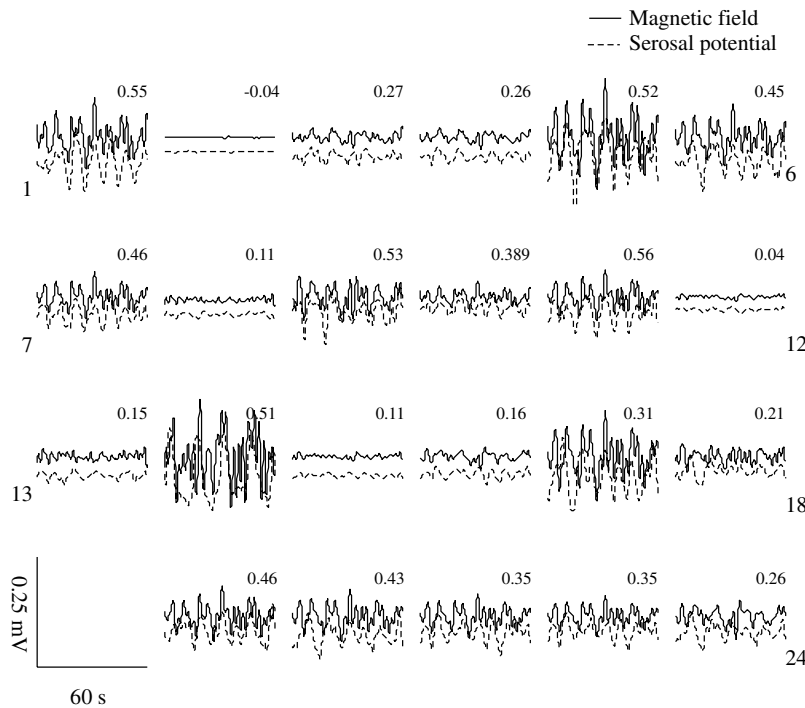 Magnetic field
Serosal potential
0.55 -0.04 0.27 0.26 0.52 0.45
1 6
0.46 0.11 0.53 0.389 0.56 0.04
7 12
0.15 0.51 0.11 0.16 0.31 0.21
13 18
0.46 0.43 0.35 0.35 0.26
0.25 mV
24
60 s